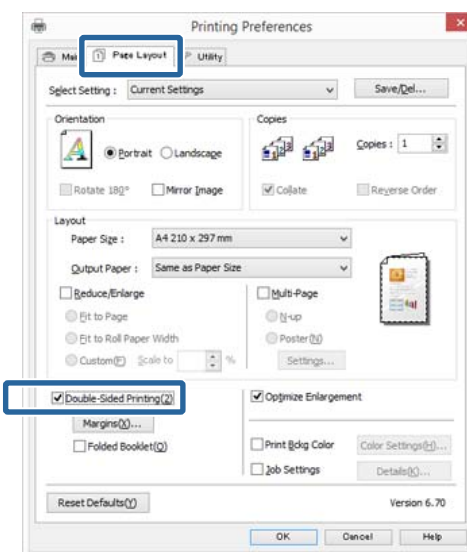 Printing Preferences
Main Page Layout Utility
Select Setting : Current Settings Save/Del...
Orientation Copies
Portrait Landscape Copies : 1
Rotate 180° Mirror Image Collate Reverse Order
Layout
Paper Size : A4 210 x 297 mm
Output Paper : Same as Paper Size
Reduce/Enlarge Multi-Page
Fit to Page N-up
Fit to Roll Paper Width Poster(N)
Custom(F) Scale to % Settings...
Double-Sided Printing(2) Optimize Enlargement
Margins(X)...
Folded Booklet(Q) Print Bckg Color Color Settings(H)...
Job Settings Details(K)...
Reset Defaults(Y) Version 6.70
OK Cancel Help